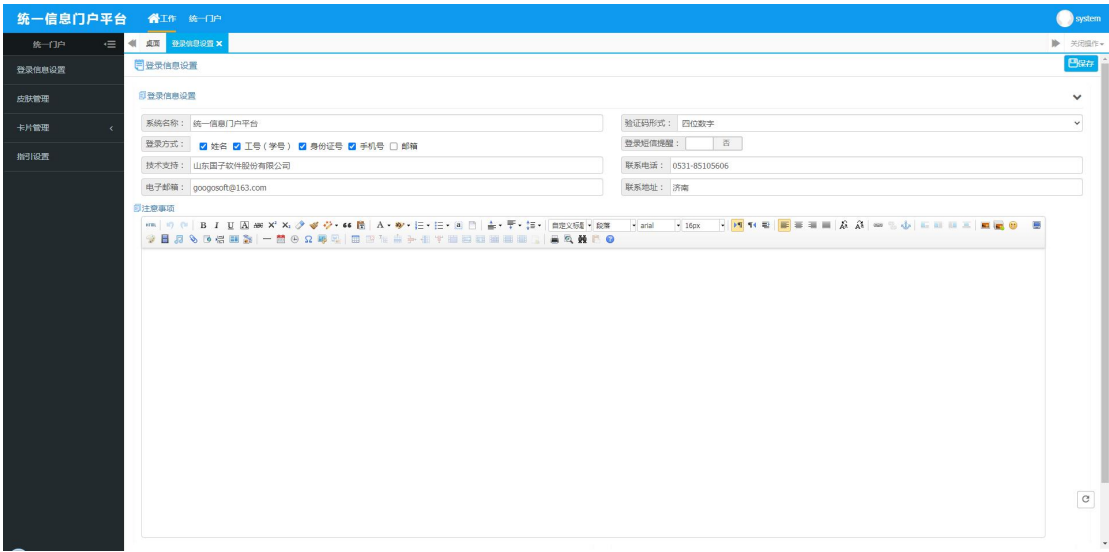 统一信息门户平台 工作 统一门户 system
统一门户 桌面 登录信息设置 关闭操作
登录信息设置 保存
登录信息设置
皮肤管理
卡片管理
指引设置
登录信息设置
系统名称： 统一信息门户平台 验证码形式： 四位数字
登录方式： 姓名 工号（学号） 身份证号 手机号 邮箱 登录短信提醒： 否
技术支持： 山东国子软件股份有限公司 联系电话： 0531-85105606
电子邮箱： googosoft@163.com 联系地址： 济南
注意事项
HTML B I U A ABC X² X₂ 66 A 自定义标题 段落 arial 16px
Ω